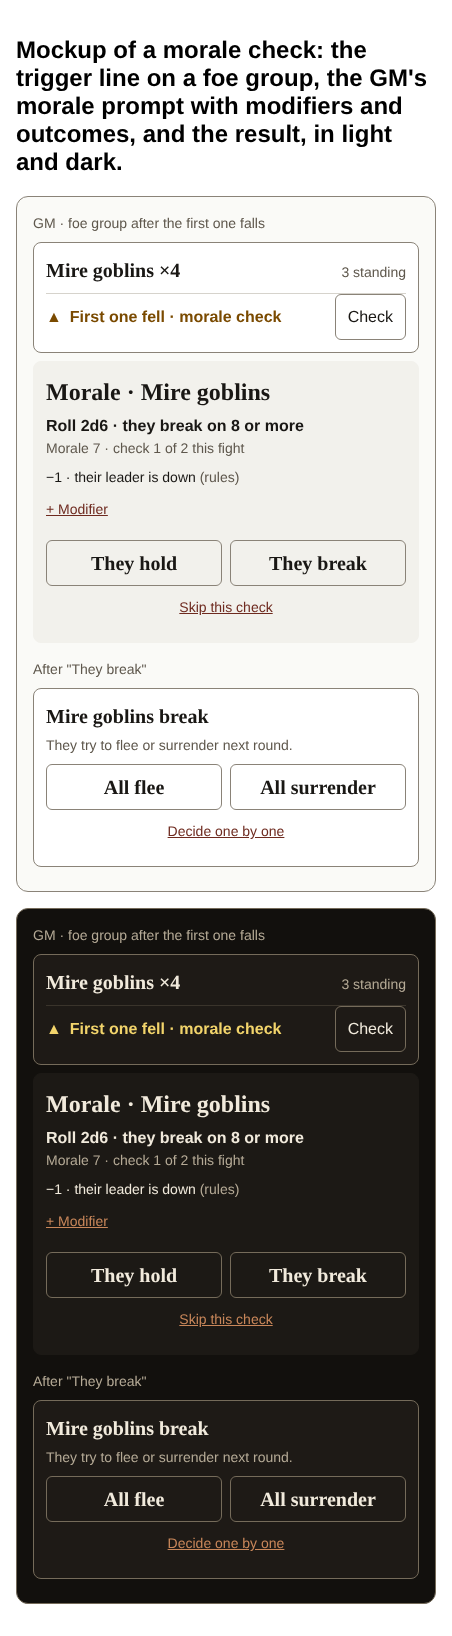 Mockup of a morale check: the
trigger line on a foe group, the GM's
morale prompt with modifiers and
outcomes, and the result, in light
and dark.
GM · foe group after the first one falls
Mire goblins ×4
3 standing
▲ First one fell · morale check
Check
Morale · Mire goblins
Roll 2d6 · they break on 8 or more
Morale 7 · check 1 of 2 this fight
−1 · their leader is down (rules)
+ Modifier
They hold
They break
Skip this check
After "They break"
Mire goblins break
They try to flee or surrender next round.
All flee
All surrender
Decide one by one
GM · foe group after the first one falls
Mire goblins ×4
3 standing
▲ First one fell · morale check
Check
Morale · Mire goblins
Roll 2d6 · they break on 8 or more
Morale 7 · check 1 of 2 this fight
−1 · their leader is down (rules)
+ Modifier
They hold
They break
Skip this check
After "They break"
Mire goblins break
They try to flee or surrender next round.
All flee
All surrender
Decide one by one